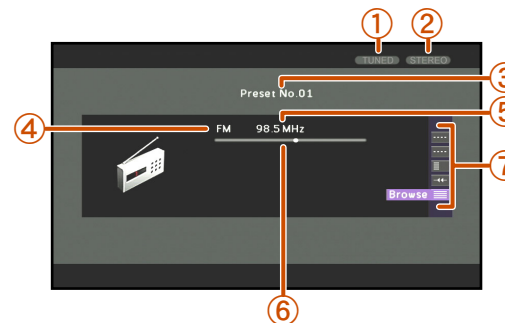 ① ②
TUNED STEREO
③
Preset No.01
⑤
④ FM 98.5 MHz
⑦
Browse
⑥